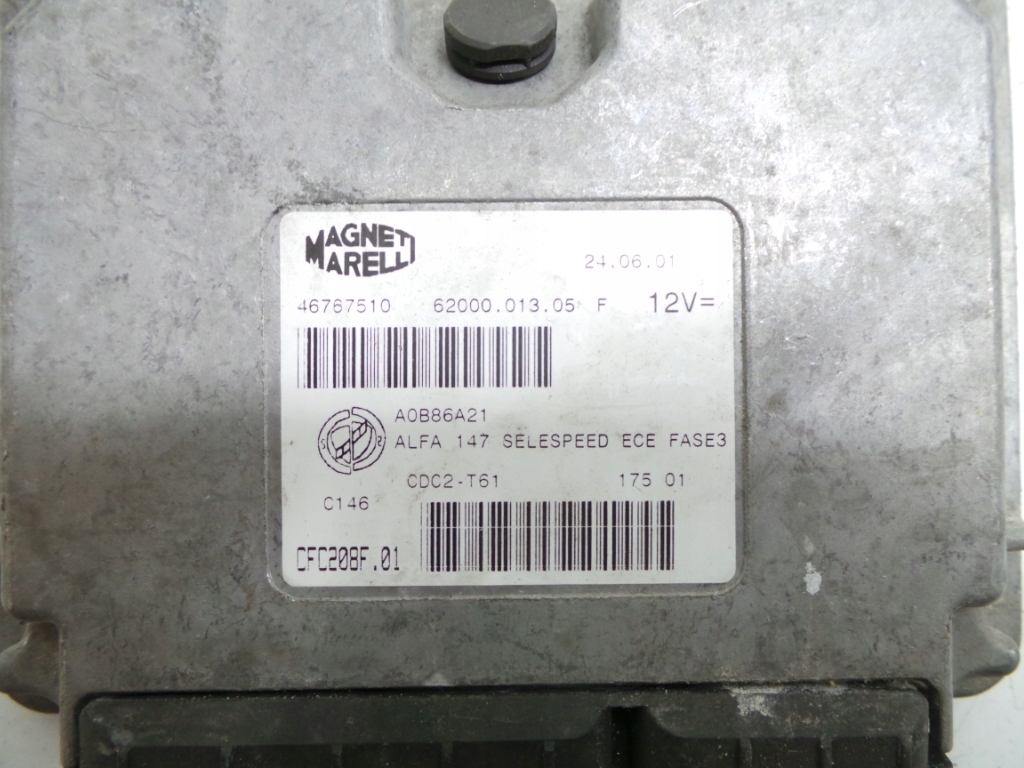 MAGNETI
MARELLI
24.06.01
46767510 62000.013.05 F 12V=
A0B86A21
ALFA 147 SELESPEED ECE FASE3
CDC2-T61 175 01
C146
CFC208F.01